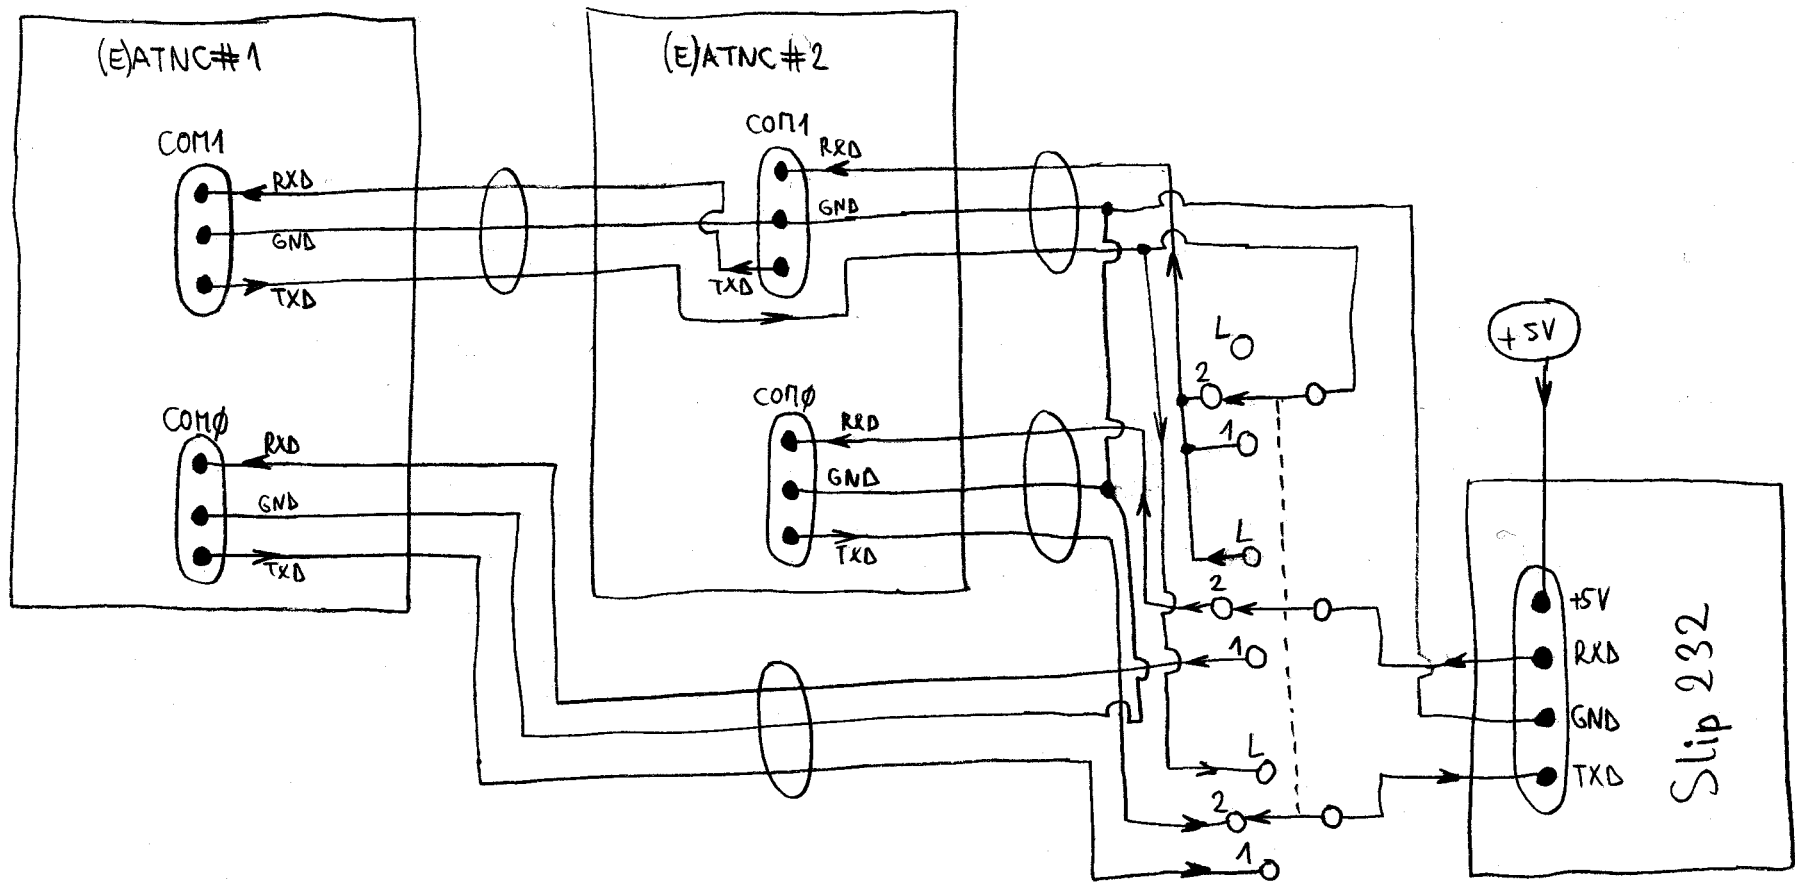 (E)ATNC#1
COM1
RXD
GND
TXD
COMØ
RXD
GND
TXD
(E)ATNC#2
COM1
RXD
GND
TXD
COMØ
RXD
GND
TXD
L
2
1
L
2
1
L
2
1
+5V
+5V
RXD
GND
TXD
Slip 232